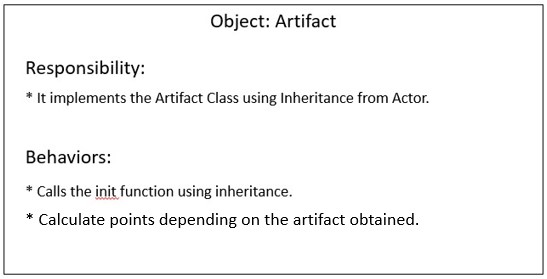 Object: Artifact
Responsibility:
* It implements the Artifact Class using Inheritance from Actor.
Behaviors:
* Calls the init function using inheritance.
* Calculate points depending on the artifact obtained.